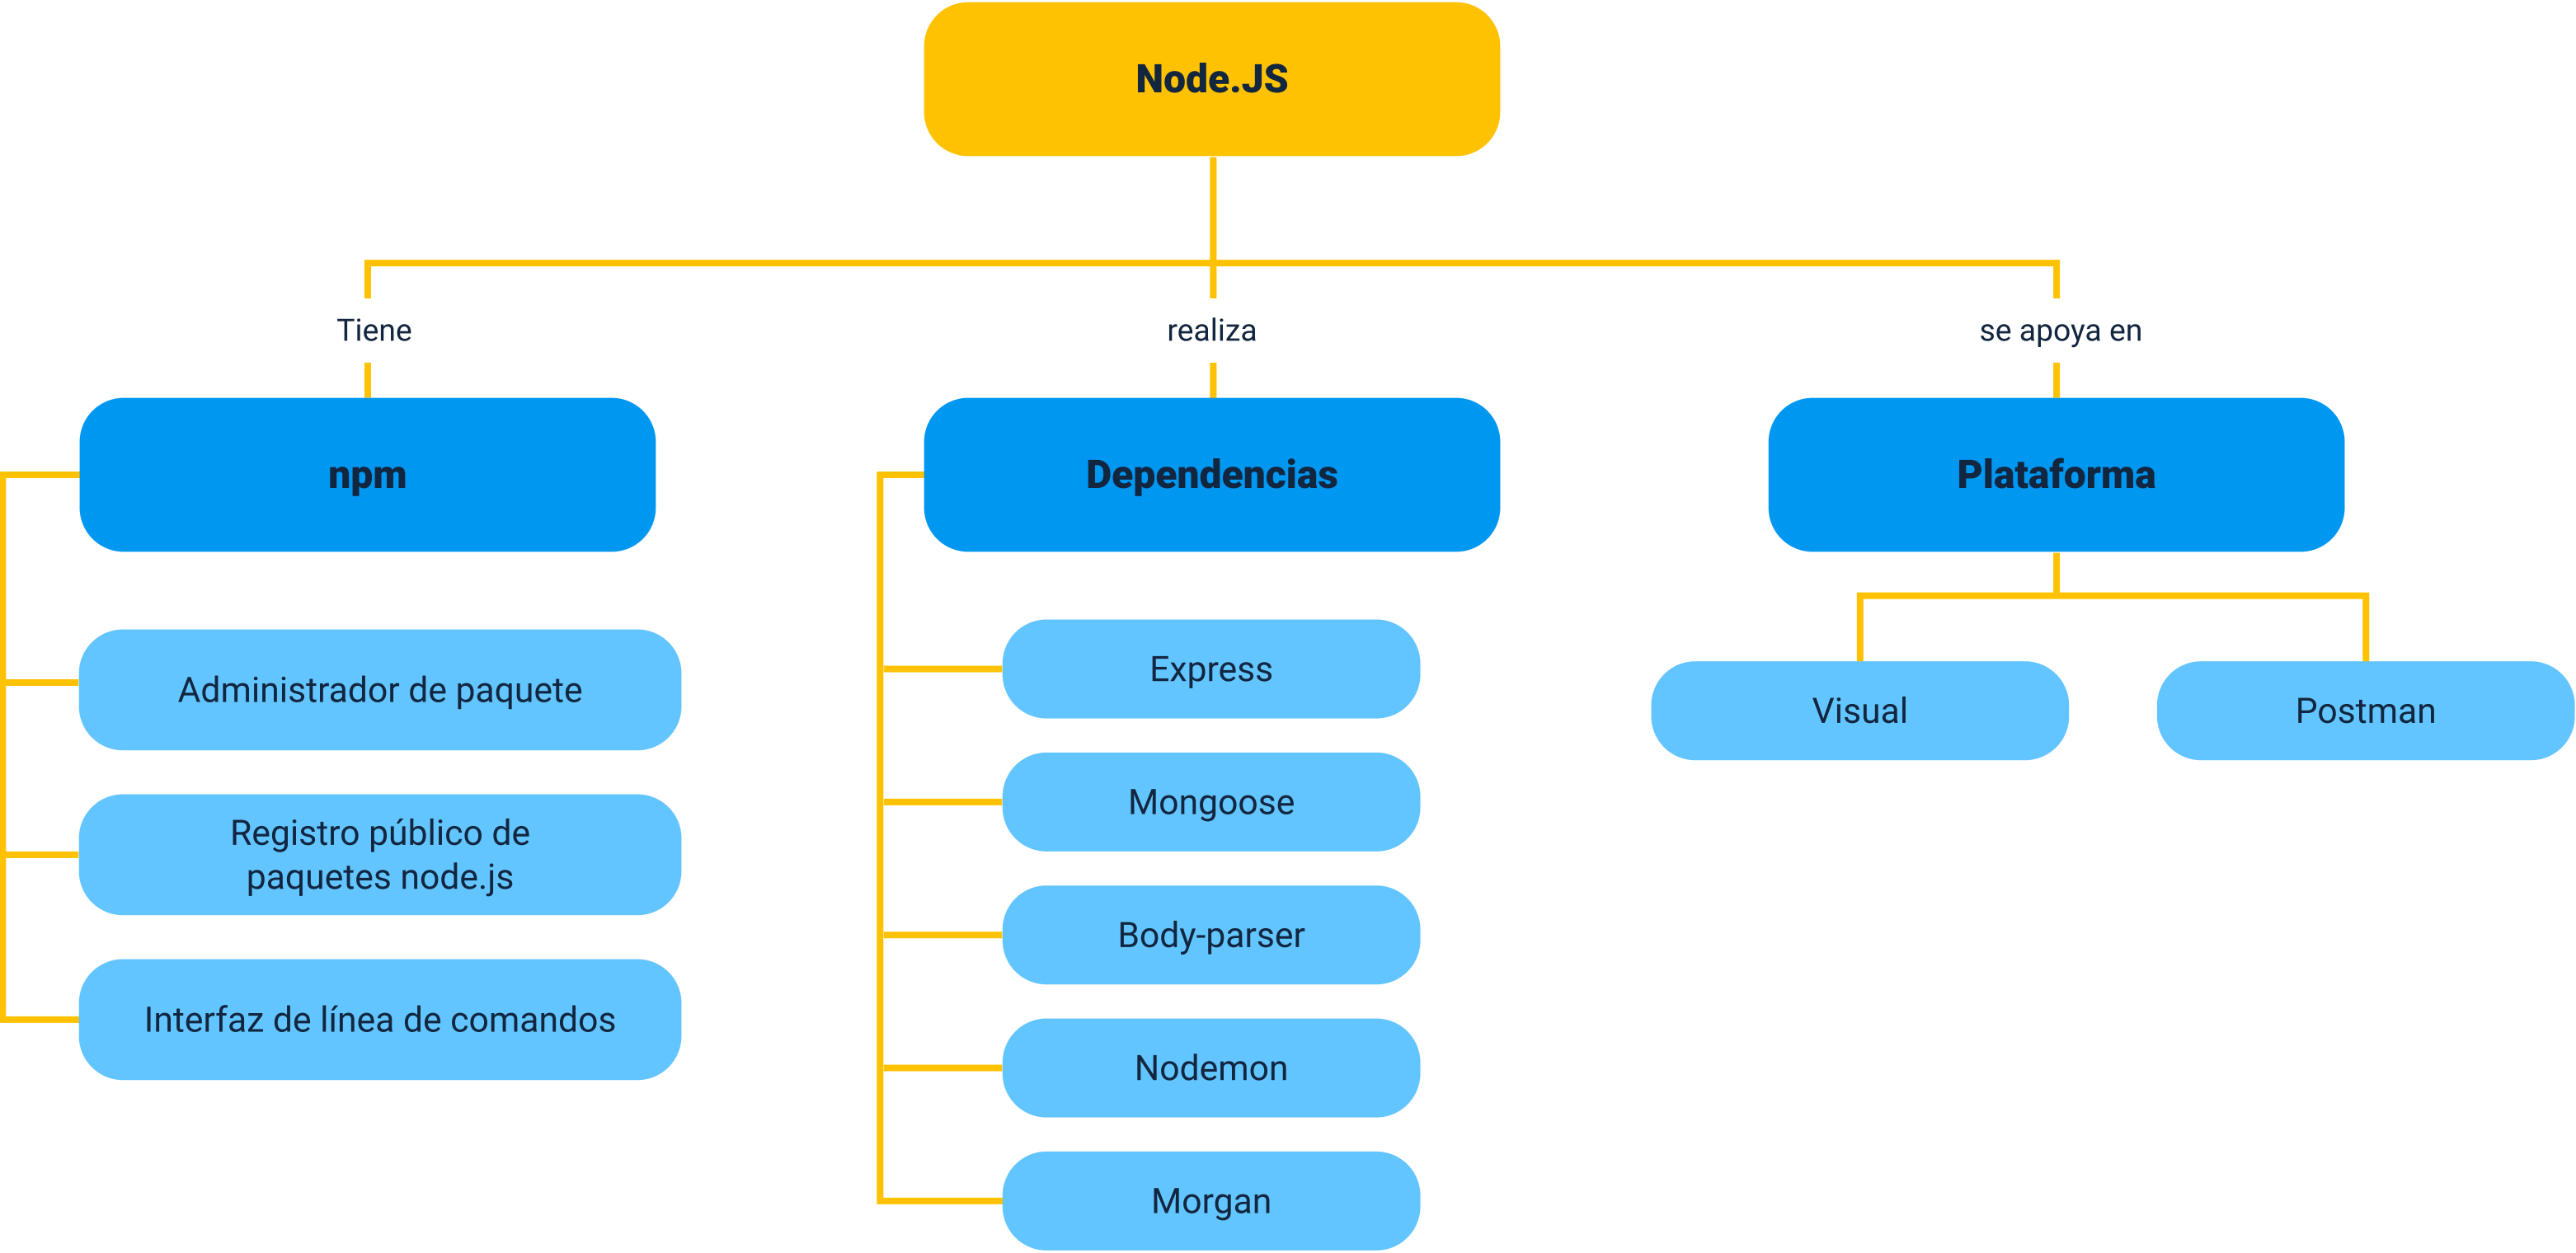 Node.JS
Tiene
realiza
se apoya en
npm
Dependencias
Plataforma
Administrador de paquete
Registro público de
paquetes node.js
Interfaz de línea de comandos
Express
Mongoose
Body-parser
Nodemon
Morgan
Visual
Postman